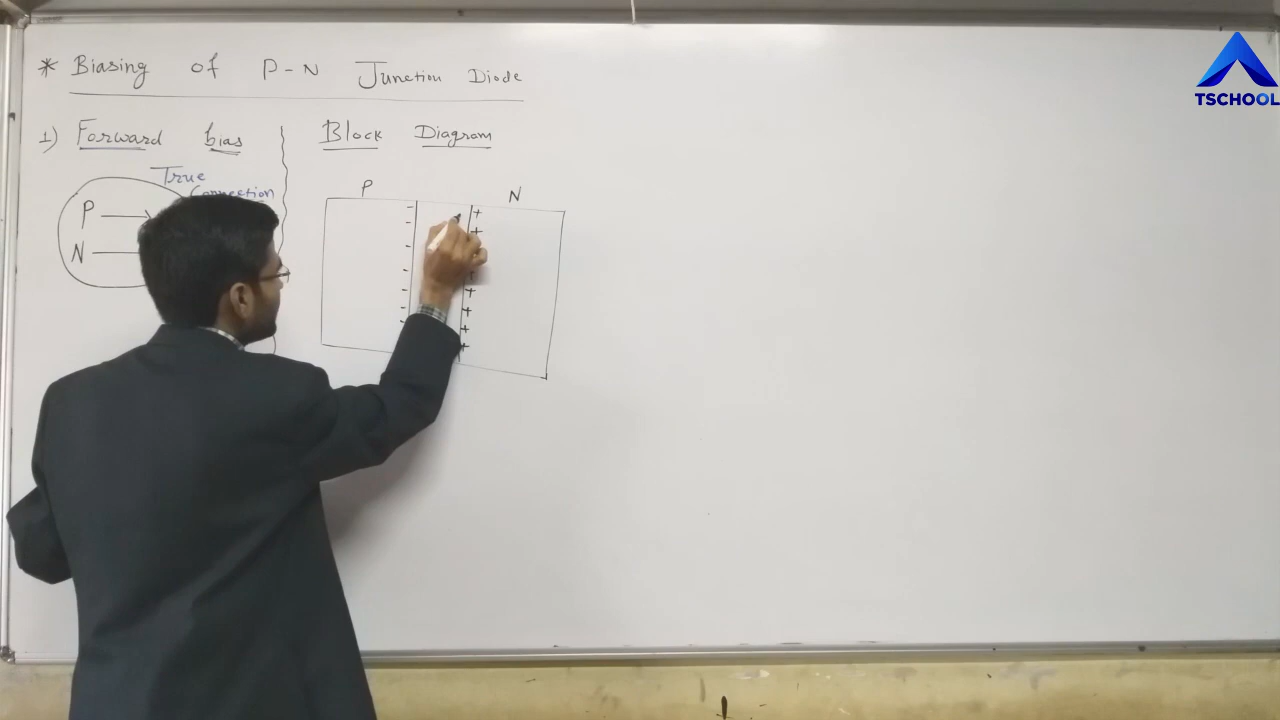 * Biasing of P-N Junction Diode
1) Forward bias
True
Connection
P
N
Block Diagram
P
N
- +
- +
-
- +
- +
- +
- +
+
TSCHOOL